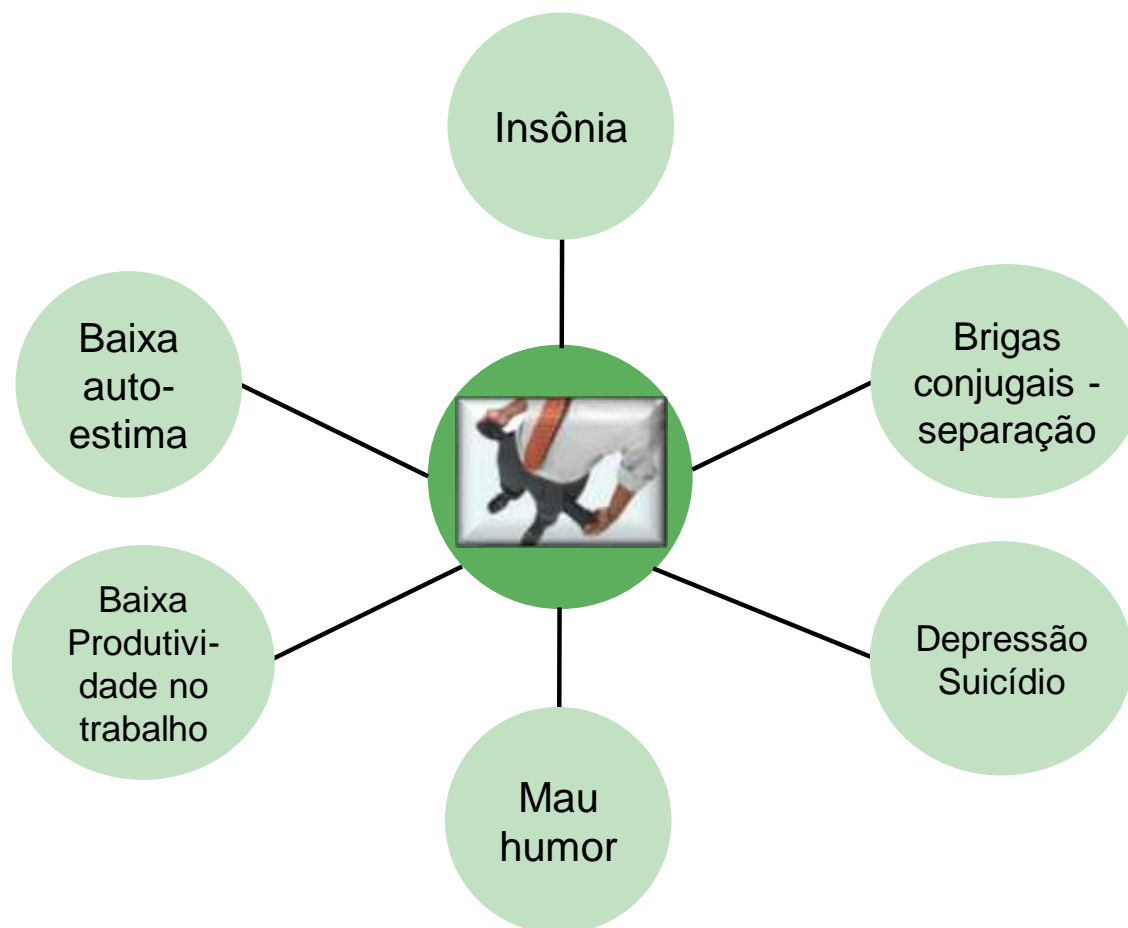 Insônia
Baixa
auto-
estima
Brigas
conjugais -
separação
Baixa
Produtivi-
dade no
trabalho
Depressão
Suicídio
Mau
humor